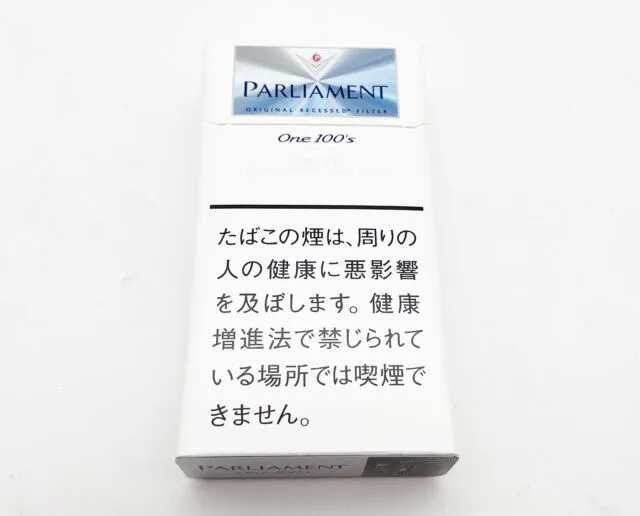 P
PARLIAMENT
ORIGINAL RECESSED™ FILTER
One 100's
たばこの煙は、周りの
人の健康に悪影響
を及ぼします。健康
増進法で禁じられて
いる場所では喫煙で
きません。
PARLIAMENT